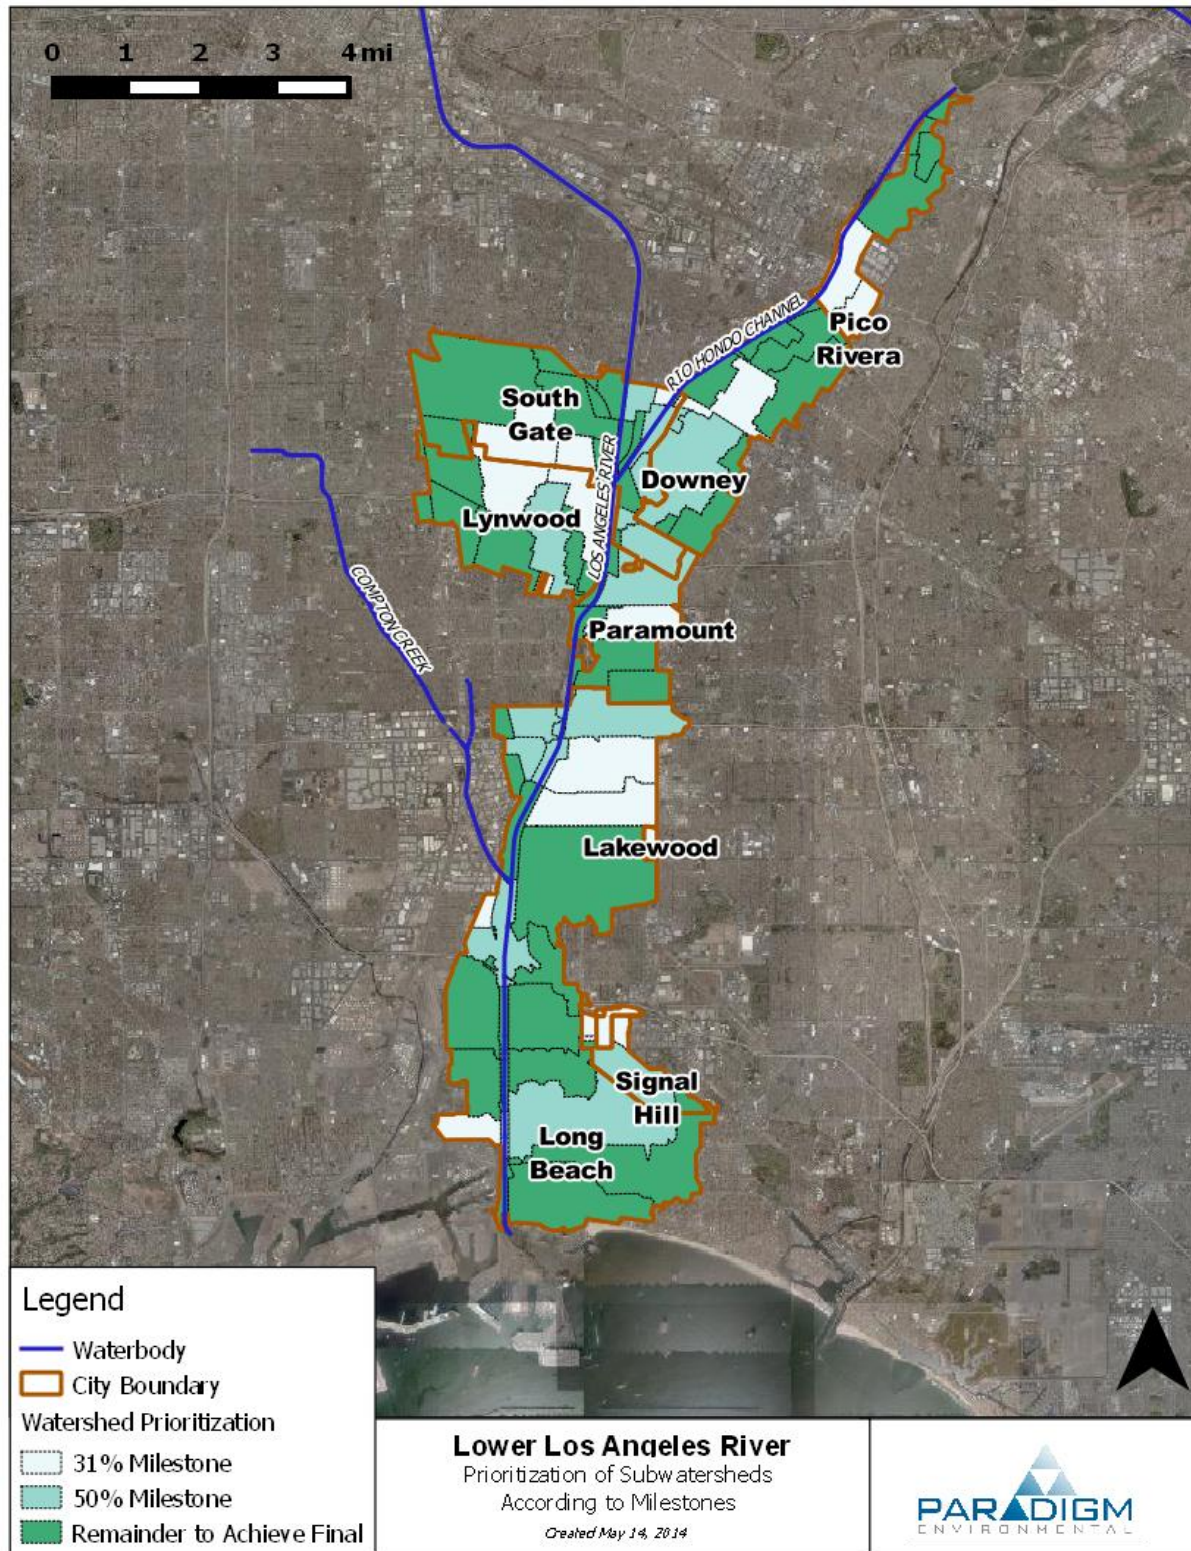 0 1 2 3 4 mi
RIO HONDO CHANNEL
Pico
Rivera
South
Gate
LOS ANGELES RIVER
Downey
Lynwood
COMPTON CREEK
Paramount
Lakewood
Signal
Hill
Long
Beach
Legend
Waterbody
City Boundary
Watershed Prioritization
31% Milestone
50% Milestone
Remainder to Achieve Final
Lower Los Angeles River
Prioritization of Subwatersheds
According to Milestones
Created May 14, 2014
PARADIGM
ENVIRONMENTAL